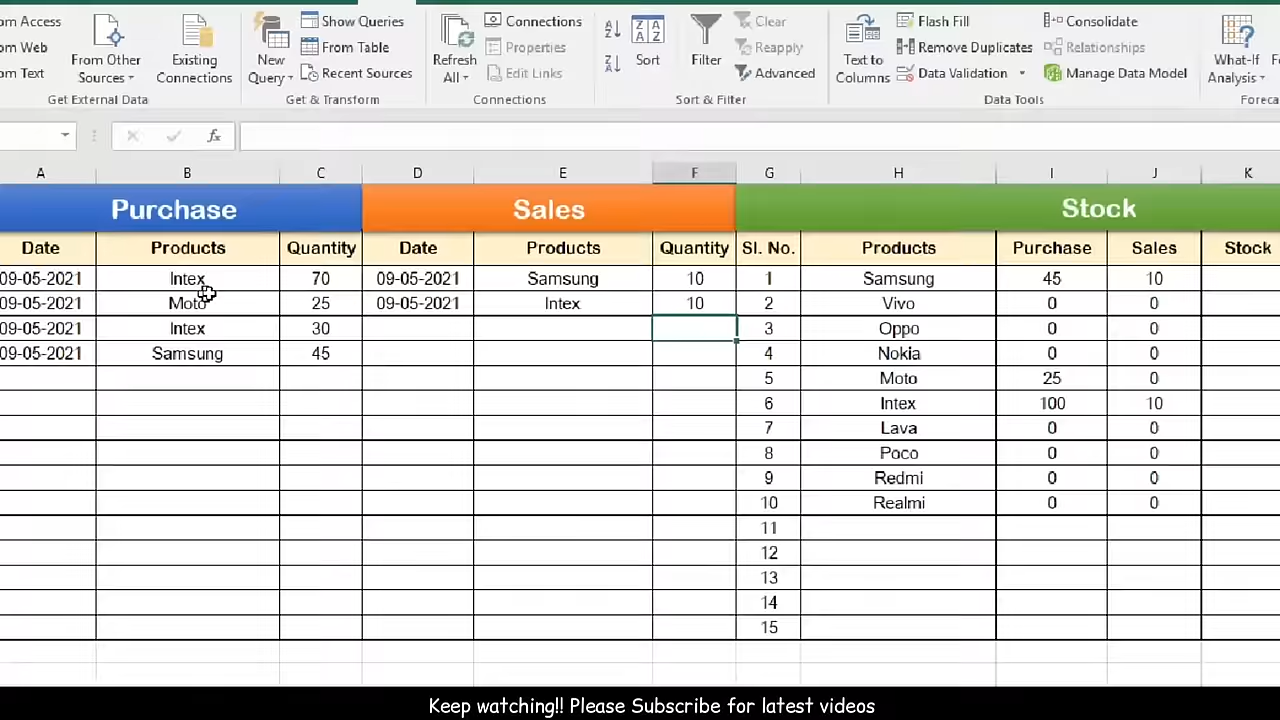 om Access
om Web
om Text
From Other
Sources
Existing
Connections
Get External Data
New
Query
Show Queries
From Table
Recent Sources
Get & Transform
Refresh
All
Connections
Properties
Edit Links
Connections
Sort
Filter
Clear
Reapply
Advanced
Sort & Filter
Text to
Columns
Flash Fill
Remove Duplicates
Data Validation
Consolidate
Relationships
Manage Data Model
Data Tools
What-If
Analysis
Foreca
fx
A B C D E F G H I J K
Purchase Sales Stock
Date Products Quantity Date Products Quantity Sl. No. Products Purchase Sales Stock
09-05-2021 Intex 70 09-05-2021 Samsung 10 1 Samsung 45 10
09-05-2021 Moto 25 09-05-2021 Intex 10 2 Vivo 0 0
09-05-2021 Intex 30 3 Oppo 0 0
09-05-2021 Samsung 45 4 Nokia 0 0
5 Moto 25 0
6 Intex 100 10
7 Lava 0 0
8 Poco 0 0
9 Redmi 0 0
10 Realmi 0 0
11
12
13
14
15
Keep watching!! Please Subscribe for latest videos